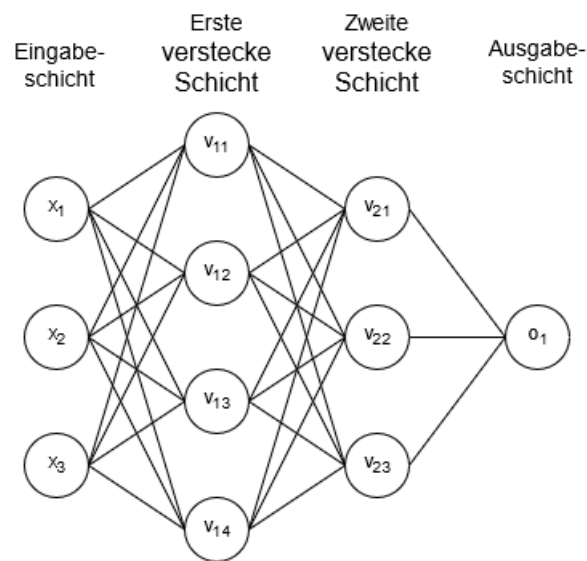 Eingabe-
schicht
Erste
verstecke
Schicht
Zweite
verstecke
Schicht
Ausgabe-
schicht
v11
x1
v21
v12
x2
v22
o1
v13
x3
v23
v14